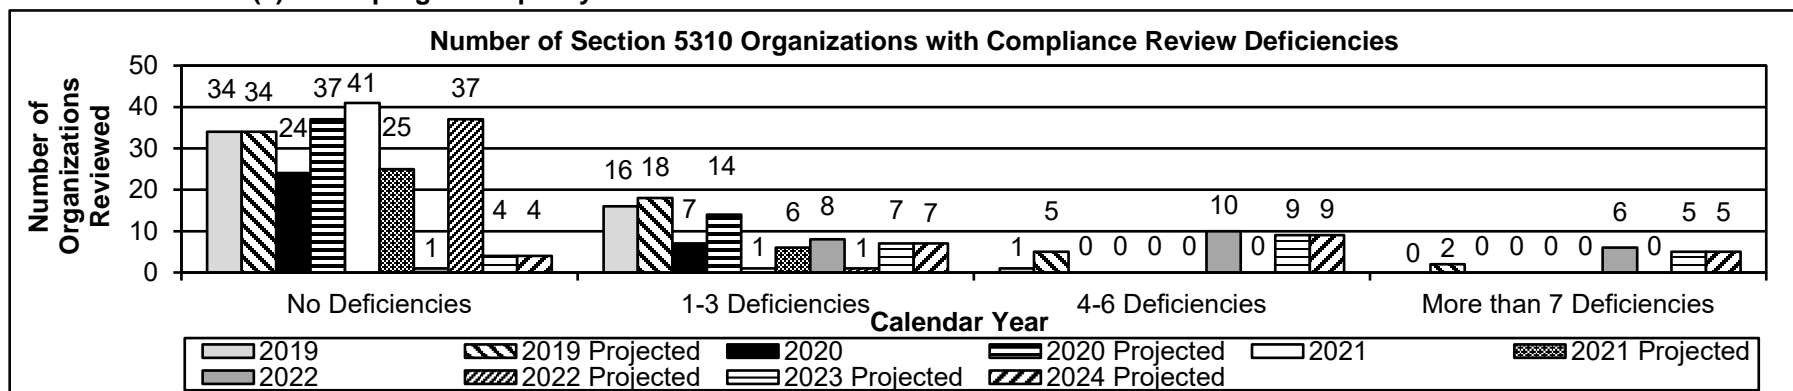 Number of Section 5310 Organizations with Compliance Review Deficiencies
Number of
Organizations
Reviewed
50
40
30
20
10
0
34 34 24 37 41 25 1 37 4 4
16 18 7 14 1 6 8 1 7 7
1 5 0 0 0 0 10 0 9 9
0 2 0 0 0 0 6 0 5 5
No Deficiencies 1-3 Deficiencies 4-6 Deficiencies More than 7 Deficiencies
Calendar Year
2019 2019 Projected 2020 2020 Projected 2021 2021 Projected
2022 2022 Projected 2023 Projected 2024 Projected